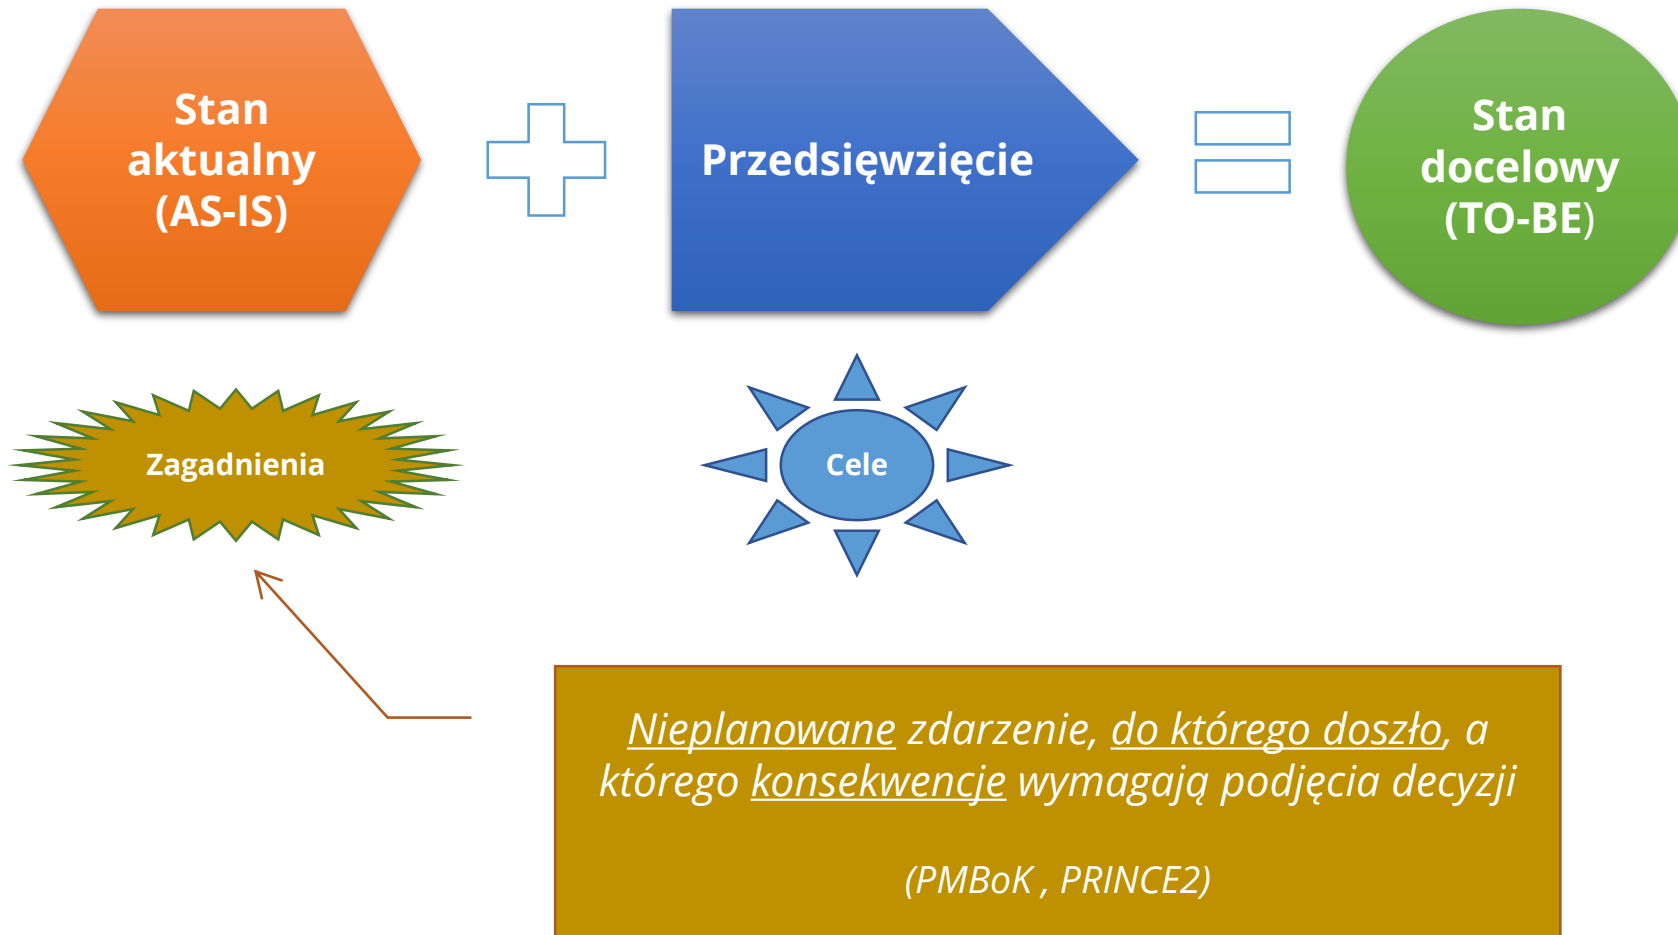 Stan
aktualny
(AS-IS)
Przedsięwzięcie
Stan
docelowy
(TO-BE)
Zagadnienia
Cele
Nieplanowane zdarzenie, do którego doszło, a
którego konsekwencje wymagają podjęcia decyzji
(PMBoK , PRINCE2)